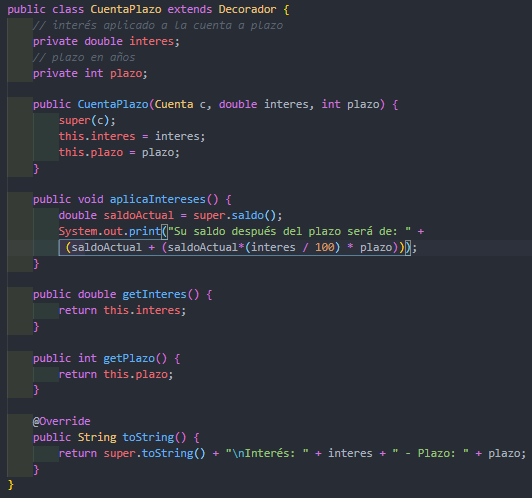 public class CuentaPlazo extends Decorador {
// interés aplicado a la cuenta a plazo
private double interes;
// plazo en años
private int plazo;
public CuentaPlazo(Cuenta c, double interes, int plazo) {
super(c);
this.interes = interes;
this.plazo = plazo;
}
public void aplicaIntereses() {
double saldoActual = super.saldo();
System.out.print("Su saldo después del plazo será de: " +
(saldoActual + (saldoActual*(interes / 100) * plazo)));
}
public double getInteres() {
return this.interes;
}
public int getPlazo() {
return this.plazo;
}
@Override
public String toString() {
return super.toString() + "\nInterés: " + interes + " - Plazo: " + plazo;
}
}